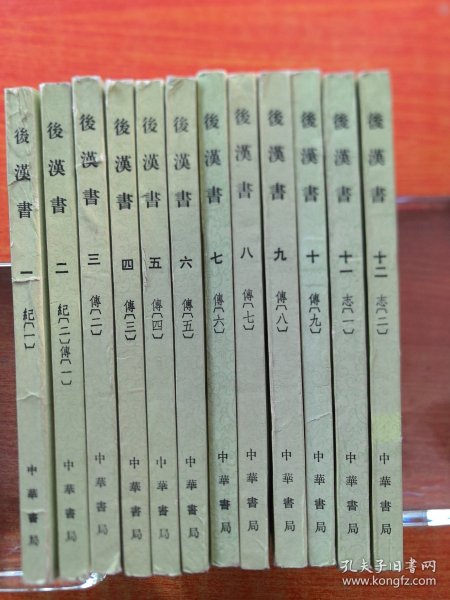 後漢書 一 紀〔一〕 中華書局
後漢書 二 紀〔二〕傳〔一〕 中華書局
後漢書 三 傳〔二〕 中華書局
後漢書 四 傳〔三〕 中華書局
後漢書 五 傳〔四〕 中華書局
後漢書 六 傳〔五〕 中華書局
後漢書 七 傳〔六〕 中華書局
後漢書 八 傳〔七〕 中華書局
後漢書 九 傳〔八〕 中華書局
後漢書 十 傳〔九〕 中華書局
後漢書 十一 志〔一〕 中華書局
後漢書 十二 志〔二〕 中華書局
孔夫子旧书网
www.kongfz.com